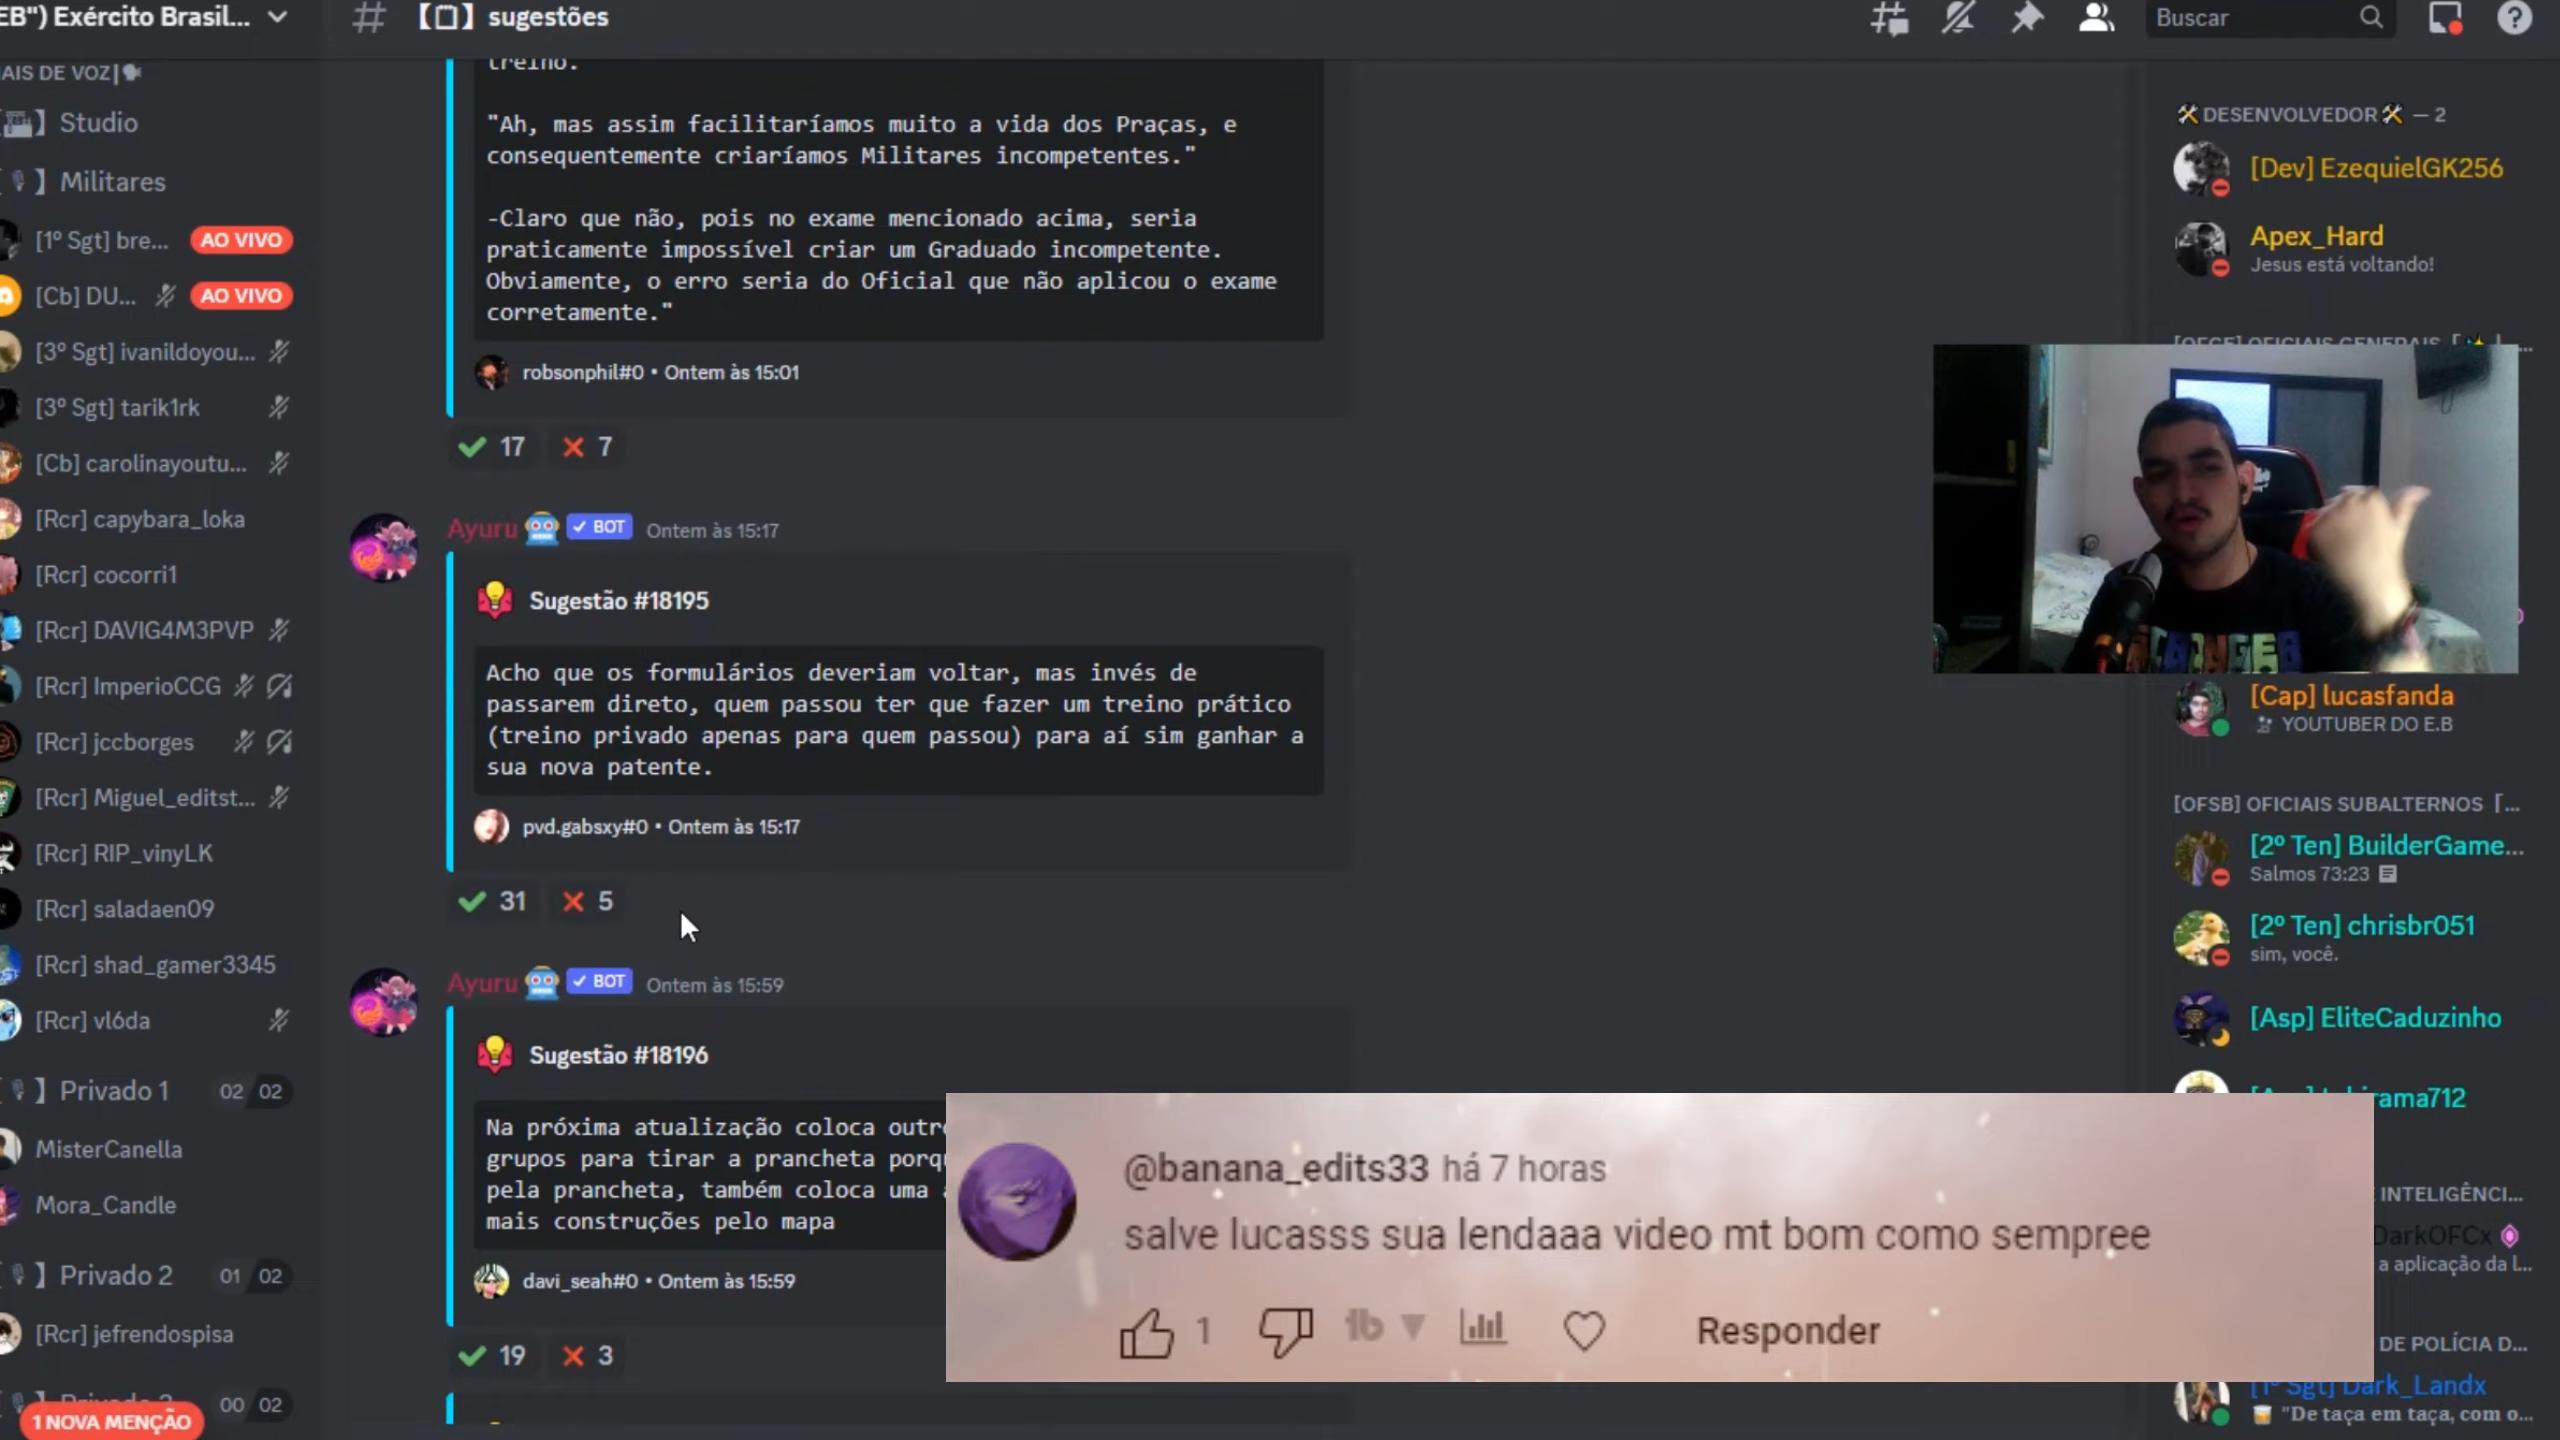 EB") Exército Brasil...
【】 sugestões
Buscar
AIS DE VOZ|
】 Studio
】 Militares
[1º Sgt] bre... AO VIVO
[Cb] DU... AO VIVO
[3º Sgt] ivanildoyou...
[3º Sgt] tarik1rk
[Cb] carolinayoutu...
[Rcr] capybara_loka
[Rcr] cocorri1
[Rcr] DAVIG4M3PVP
[Rcr] ImperioCCG
[Rcr] jccborges
[Rcr] Miguel_editst...
[Rcr] RIP_vinyLK
[Rcr] saladaen09
[Rcr] shad_gamer3345
[Rcr] vl6da
】 Privado 1 02 02
MisterCanella
Mora_Candle
】 Privado 2 01 02
[Rcr] jefrendospisa
00 02
1 NOVA MENÇÃO
treino.
"Ah, mas assim facilitaríamos muito a vida dos Praças, e
consequentemente criaríamos Militares incompetentes."
-Claro que não, pois no exame mencionado acima, seria
praticamente impossível criar um Graduado incompetente.
Obviamente, o erro seria do Oficial que não aplicou o exame
corretamente."
robsonphil#0 • Ontem às 15:01
17 7
Ayuru BOT Ontem às 15:17
Sugestão #18195
Acho que os formulários deveriam voltar, mas invés de
passarem direto, quem passou ter que fazer um treino prático
(treino privado apenas para quem passou) para aí sim ganhar a
sua nova patente.
pvd.gabsxy#0 • Ontem às 15:17
31 5
Ayuru BOT Ontem às 15:59
Sugestão #18196
Na próxima atualização coloca outro
grupos para tirar a prancheta porq
pela prancheta, também coloca uma
mais construções pelo mapa
davi_seah#0 • Ontem às 15:59
19 3
@banana_edits33 há 7 horas
salve lucasss sua lendaaa video mt bom como sempree
1 Responder
DESENVOLVEDOR — 2
[Dev] EzequielGK256
Apex_Hard
Jesus está voltando!
[OFGE] OFICIAIS GENERAIS
[Cap] lucasfanda
YOUTUBER DO E.B
[OFSB] OFICIAIS SUBALTERNOS [...
[2º Ten] BuilderGame...
Salmos 73:23
[2º Ten] chrisbr051
sim, você.
[Asp] EliteCaduzinho
rama712
INTELIGÊNCI...
DarkOFCx
a aplicação da l...
DE POLÍCIA D...
[1º Sgt] Dark_Landx
"De taça em taça, com o...